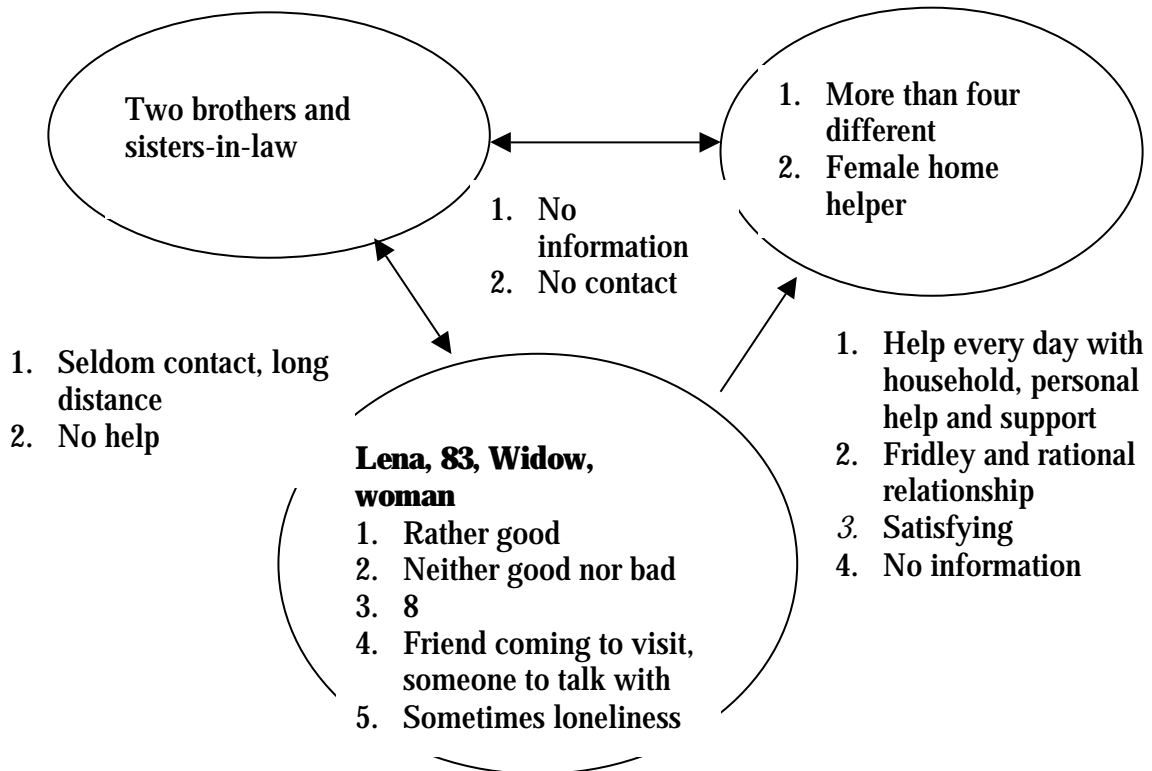 Two brothers and
sisters-in-law
1. More than four
different
2. Female home
helper
1. No
information
2. No contact
1. Seldom contact, long
distance
2. No help
1. Help every day with
household, personal
help and support
2. Fridley and rational
relationship
3. Satisfying
4. No information
Lena, 83, Widow,
woman
1. Rather good
2. Neither good nor bad
3. 8
4. Friend coming to visit,
someone to talk with
5. Sometimes loneliness